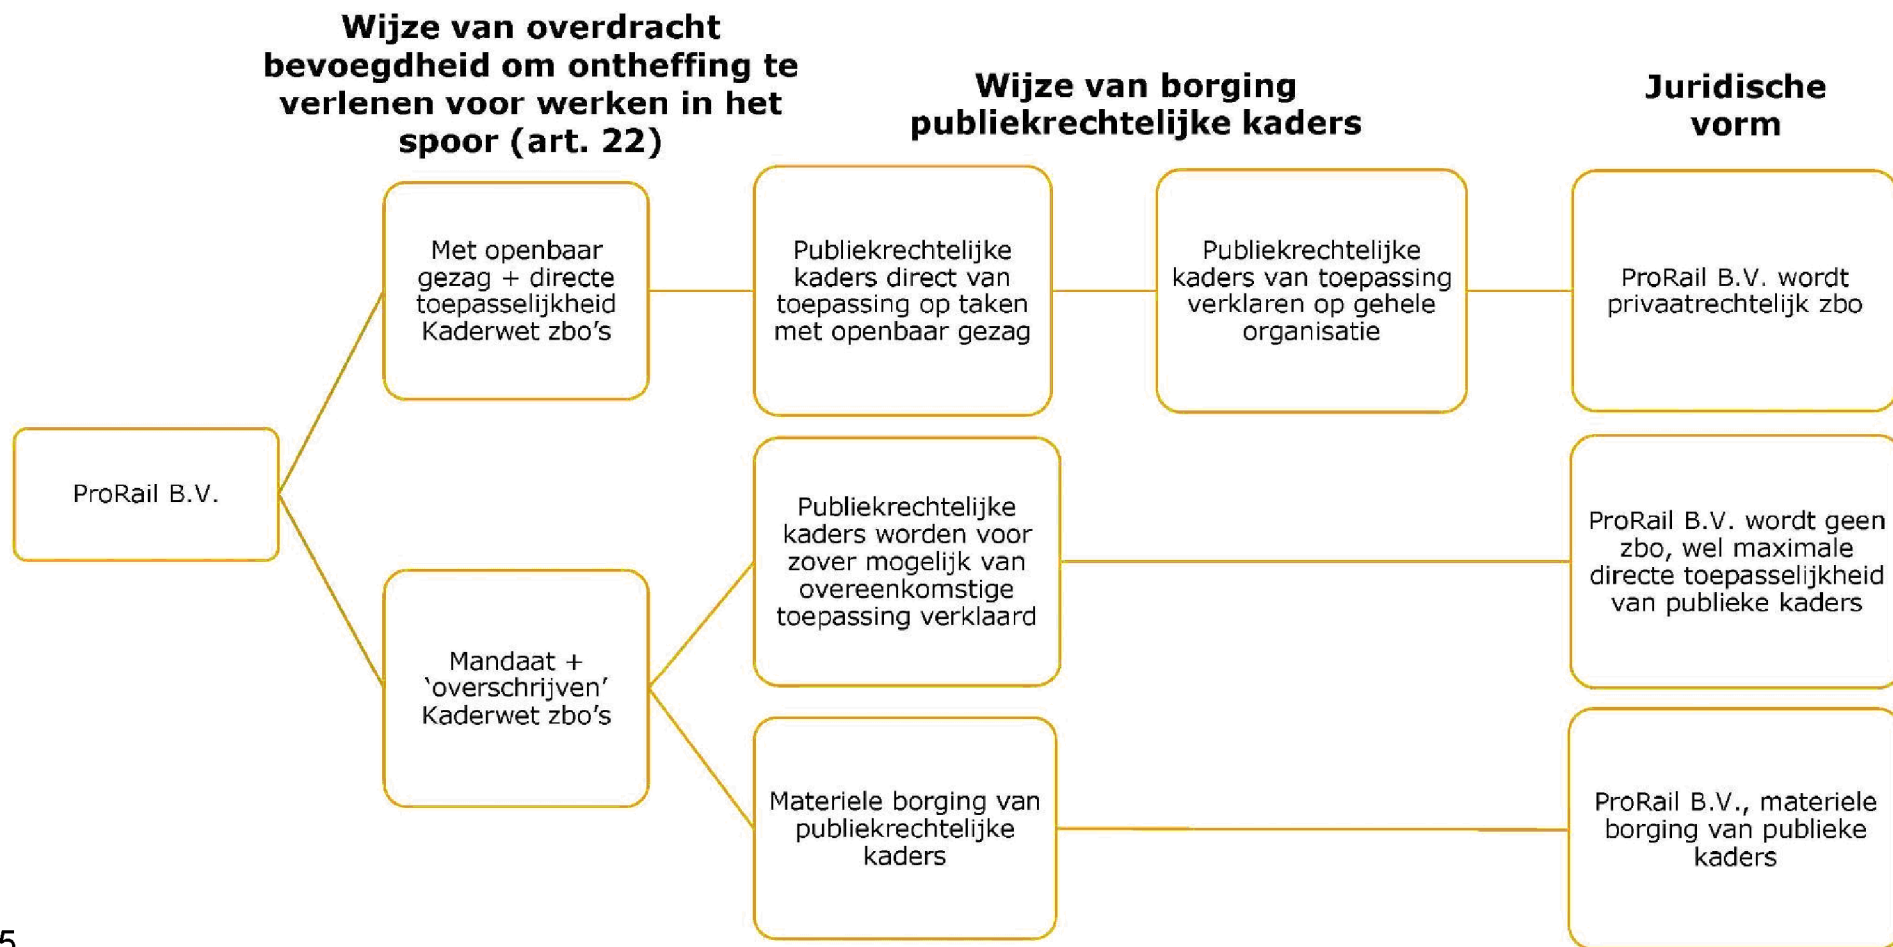 Wijze van overdracht
bevoegdheid om ontheffing te
verlenen voor werken in het
spoor (art. 22)
Wijze van borging
publiekrechtelijke kaders
Juridische
vorm
Met openbaar
gezag + directe
toepasselijkheid
Kaderwet zbo's
Publiekrechtelijke
kaders direct van
toepassing op taken
met openbaar gezag
Publiekrechtelijke
kaders van toepassing
verklaren op gehele
organisatie
ProRail B.V. wordt
privaatrechtelijk zbo
ProRail B.V.
Publiekrechtelijke
kaders worden voor
zover mogelijk van
overeenkomstige
toepassing verklaard
ProRail B.V. wordt geen
zbo, wel maximale
directe toepasselijkheid
van publieke kaders
Mandaat +
‘overschrijven’
Kaderwet zbo's
Materiele borging van
publiekrechtelijke
kaders
ProRail B.V., materiele
borging van publieke
kaders
5